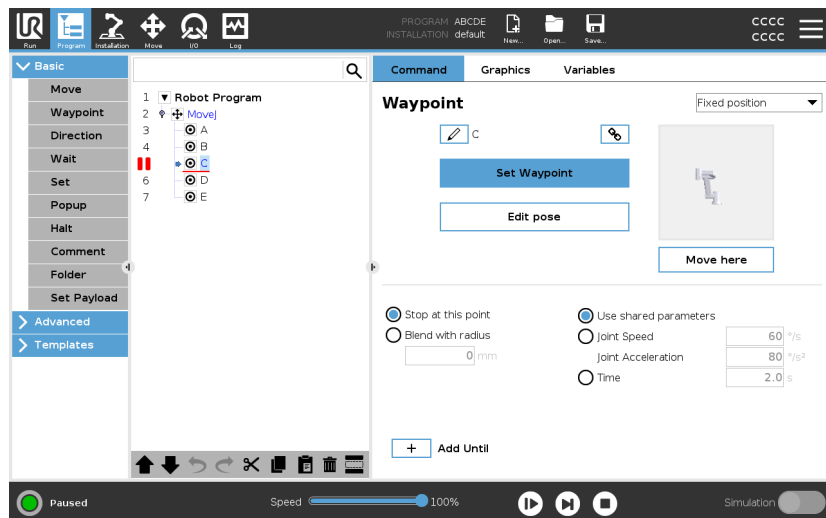 PROGRAM ABCDE
INSTALLATION default
CCCC
CCCC
Run Program Installation Move I/O Log New... Open... Save...
Basic
Move
Waypoint
Direction
Wait
Set
Popup
Halt
Comment
Folder
Set Payload
Advanced
Templates
1 Robot Program
2 MoveJ
3 A
4 B
C
6 D
7 E
Command Graphics Variables
Waypoint
Fixed position
C
Set Waypoint
Edit pose
Move here
Stop at this point
Use shared parameters
Blend with radius
Joint Speed 60 °/s
0 mm
Joint Acceleration 80 °/s²
Time 2.0 s
+ Add Until
Paused
Speed 100%
Simulation